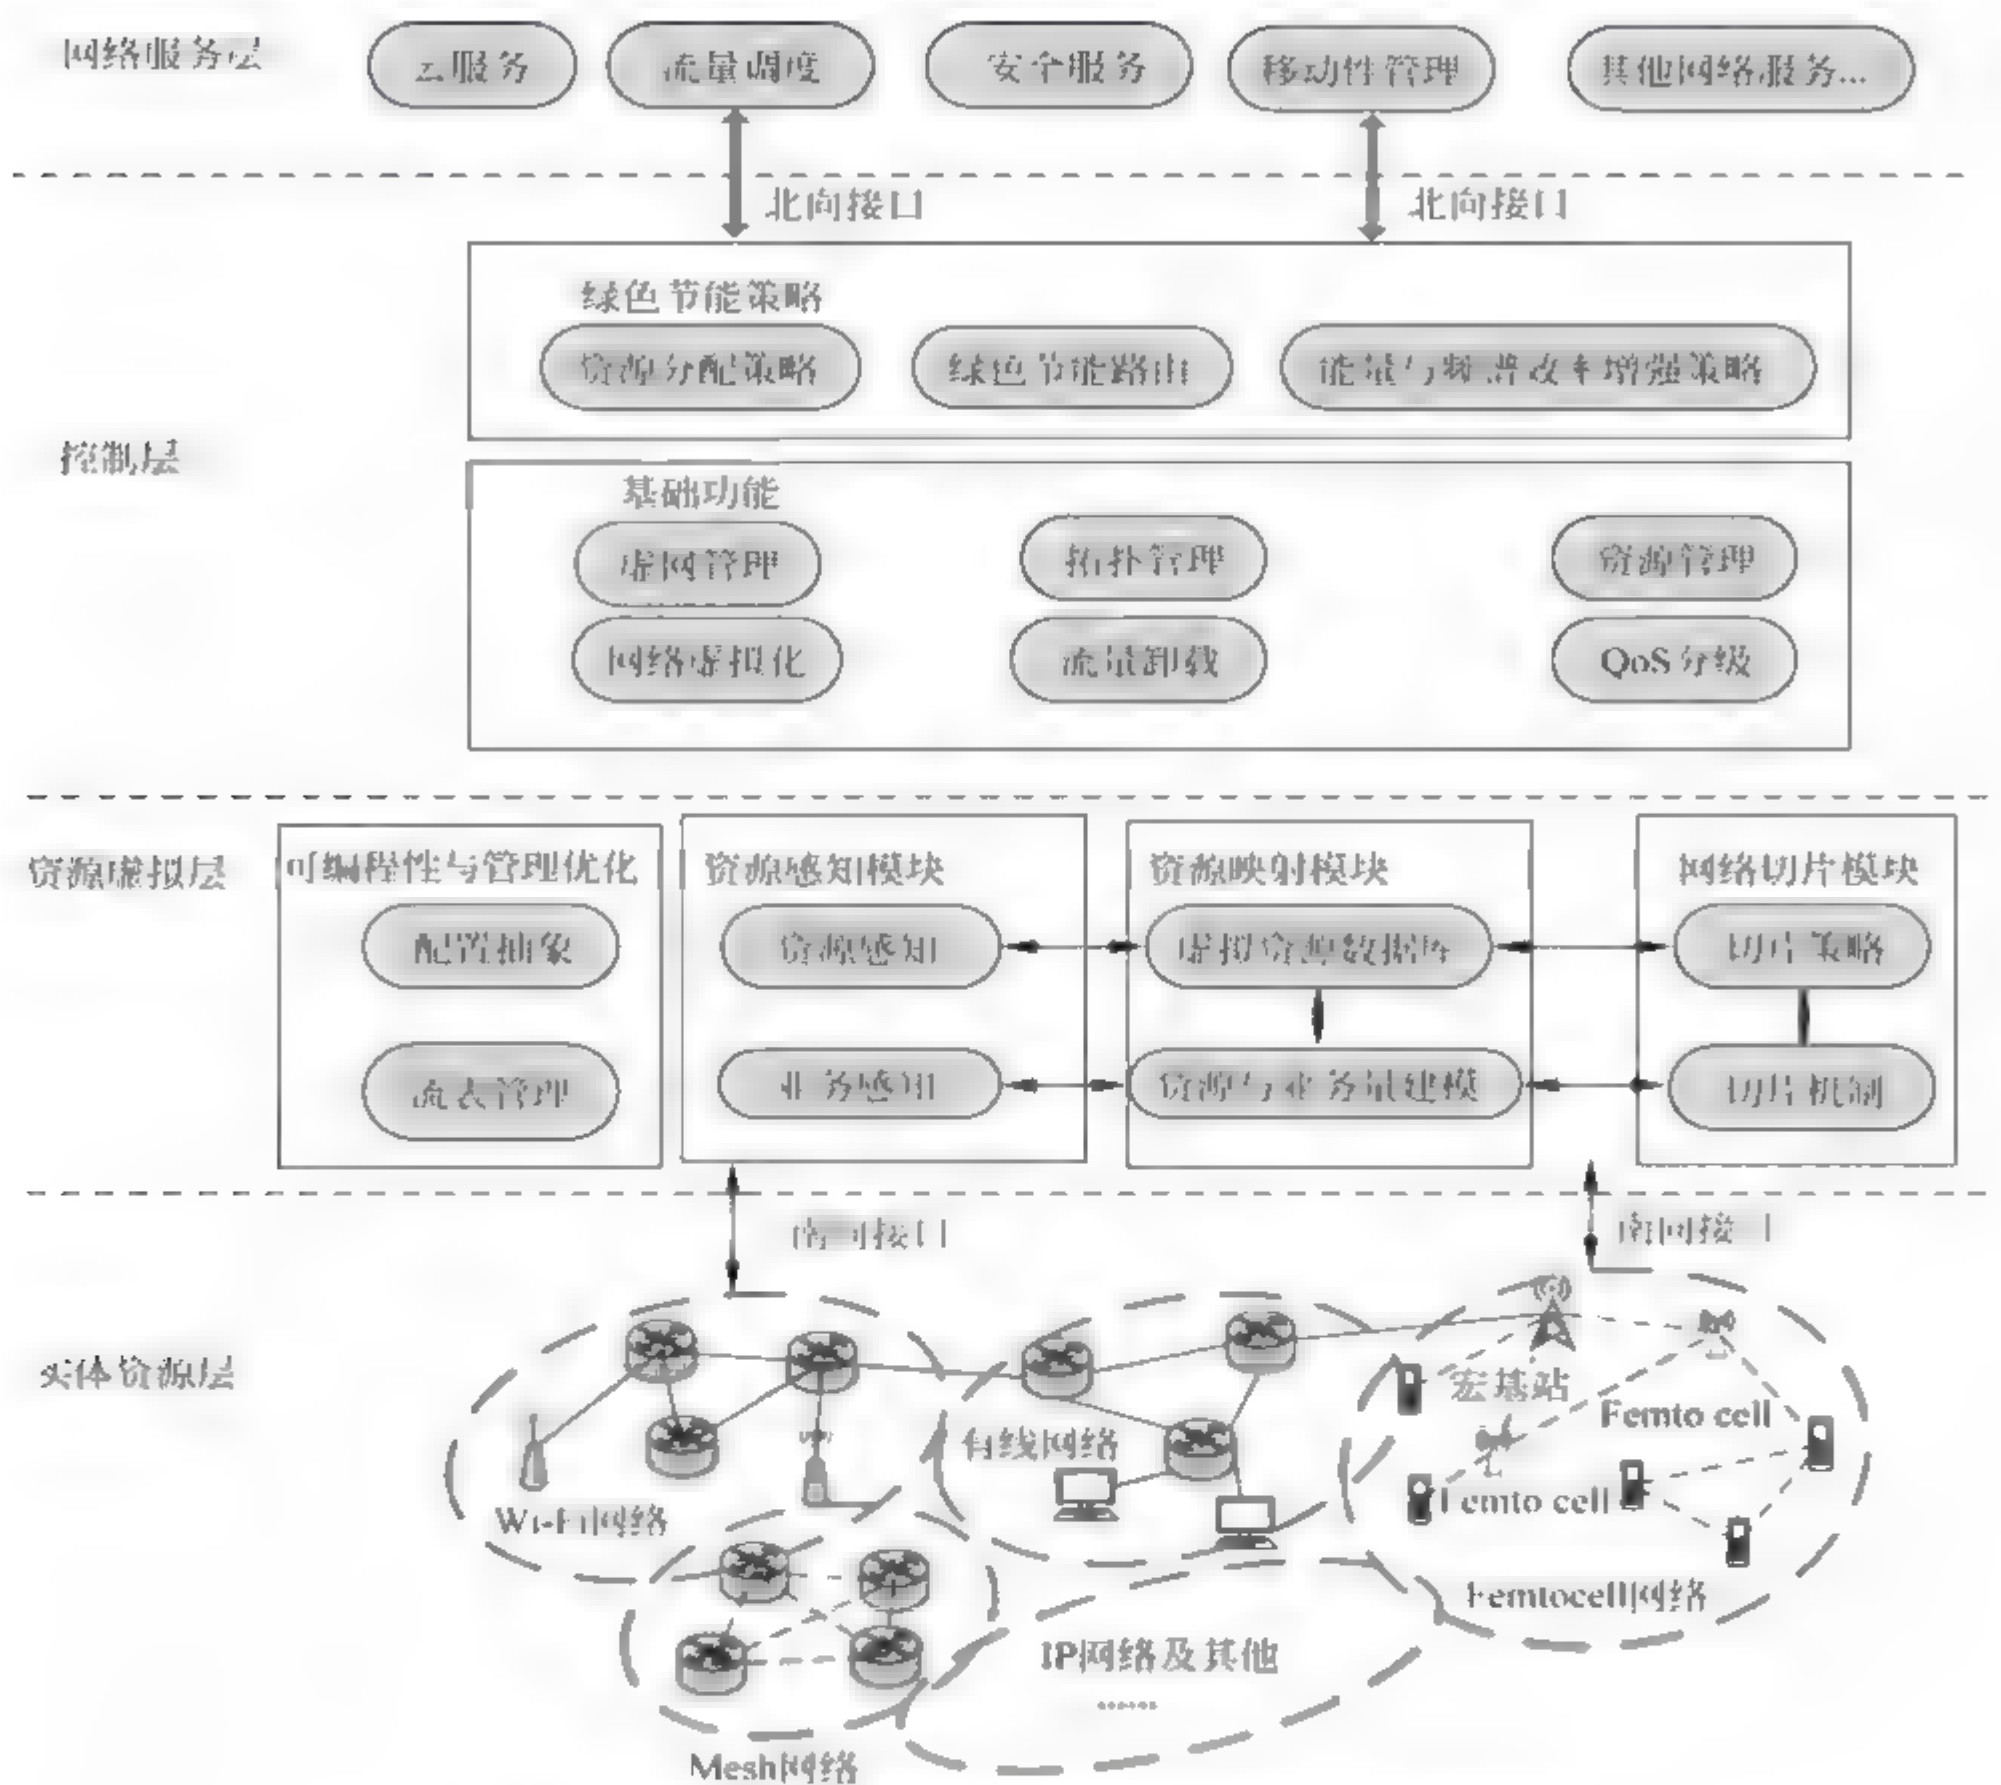 网络服务层
云服务
流量调度
安全服务
移动性管理
其他网络服务...
北向接口
北向接口
控制层
绿色节能策略
资源分配策略
绿色节能路由
能量与频谱效率增强策略
基础功能
虚网管理
拓扑管理
资源管理
网络虚拟化
流量卸载
QoS分级
资源虚拟层
可编程性与管理优化
资源感知模块
资源映射模块
网络切片模块
配置抽象
资源感知
虚拟资源数据库
切片策略
流表管理
业务感知
资源与业务量建模
切片机制
南向接口
南向接口
实体资源层
宏基站
Femto cell
有线网络
Femto cell
Wi-Fi网络
Femtocell网络
IP网络及其他
......
Mesh网络